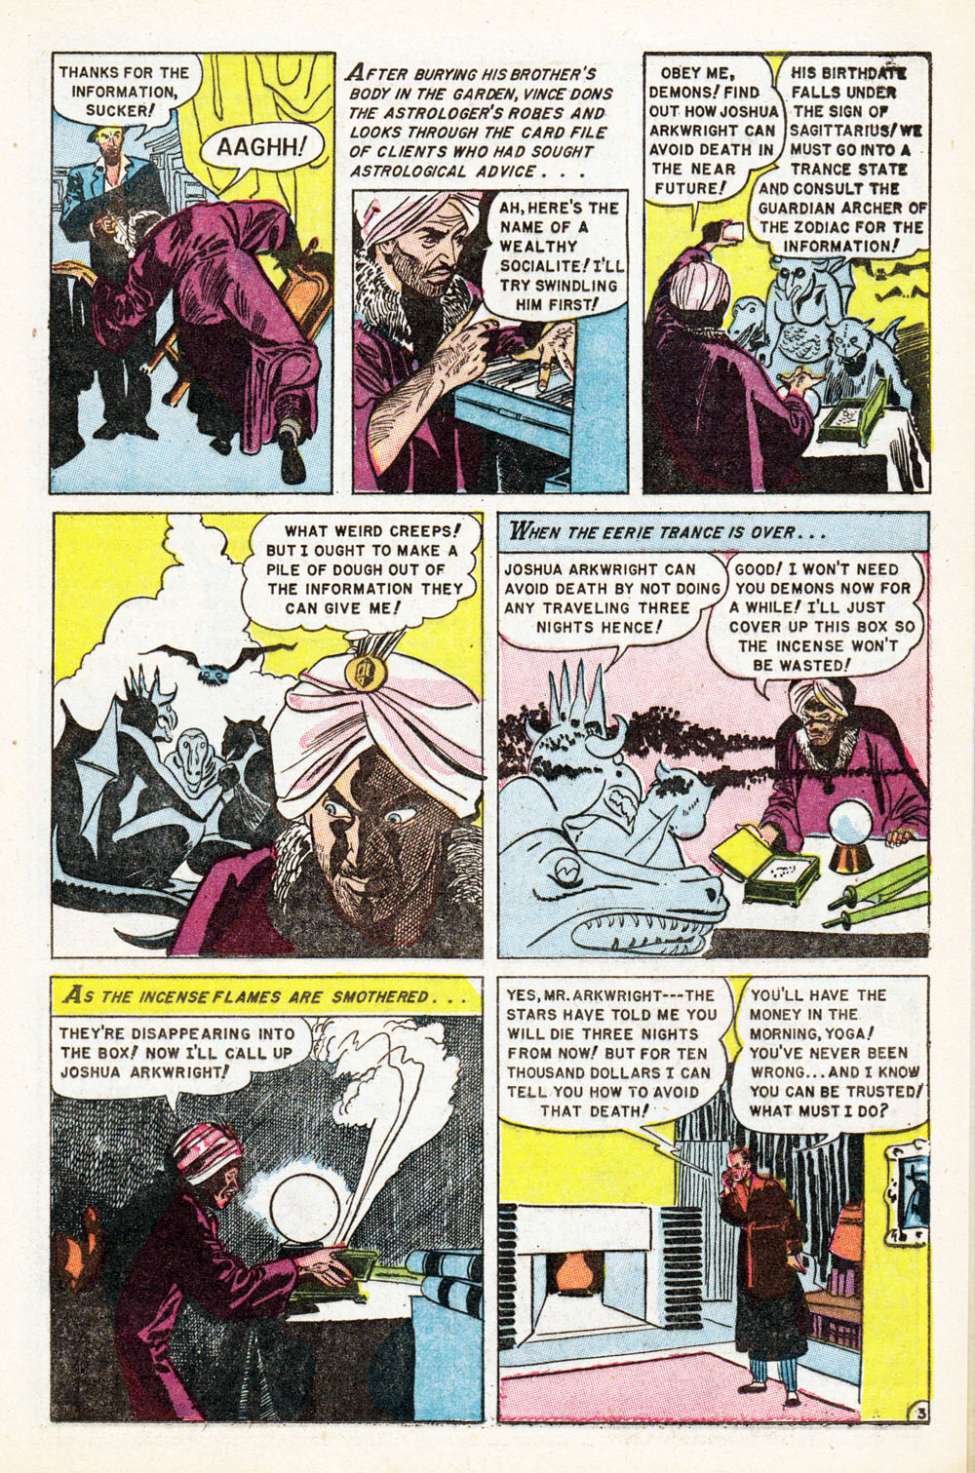 THANKS FOR THE
INFORMATION,
SUCKER!
AAGHH!
AFTER BURYING HIS BROTHER'S
BODY IN THE GARDEN, VINCE DONS
THE ASTROLOGER'S ROBES AND
LOOKS THROUGH THE CARD FILE
OF CLIENTS WHO HAD SOUGHT
ASTROLOGICAL ADVICE . . .
AH, HERE'S THE
NAME OF A
WEALTHY
SOCIALITE! I'LL
TRY SWINDLING
HIM FIRST!
OBEY ME,
DEMONS! FIND
OUT HOW JOSHUA
ARKWRIGHT CAN
AVOID DEATH IN
THE NEAR
FUTURE!
HIS BIRTHDATE
FALLS UNDER
THE SIGN OF
SAGITTARIUS! WE
MUST GO INTO A
TRANCE STATE
AND CONSULT THE
GUARDIAN ARCHER OF
THE ZODIAC FOR THE
INFORMATION!
WHAT WEIRD CREEPS!
BUT I OUGHT TO MAKE A
PILE OF DOUGH OUT OF
THE INFORMATION THEY
CAN GIVE ME!
WHEN THE EERIE TRANCE IS OVER...
JOSHUA ARKWRIGHT CAN
AVOID DEATH BY NOT DOING
ANY TRAVELING THREE
NIGHTS HENCE!
GOOD! I WON'T NEED
YOU DEMONS NOW FOR
A WHILE! I'LL JUST
COVER UP THIS BOX SO
THE INCENSE WON'T
BE WASTED!
AS THE INCENSE FLAMES ARE SMOTHERED . . .
THEY'RE DISAPPEARING INTO
THE BOX! NOW I'LL CALL UP
JOSHUA ARKWRIGHT!
YES, MR. ARKWRIGHT---THE
STARS HAVE TOLD ME YOU
WILL DIE THREE NIGHTS
FROM NOW! BUT FOR TEN
THOUSAND DOLLARS I CAN
TELL YOU HOW TO AVOID
THAT DEATH!
YOU'LL HAVE THE
MONEY IN THE
MORNING, YOGA!
YOU'VE NEVER BEEN
WRONG...AND I KNOW
YOU CAN BE TRUSTED!
WHAT MUST I DO?
3